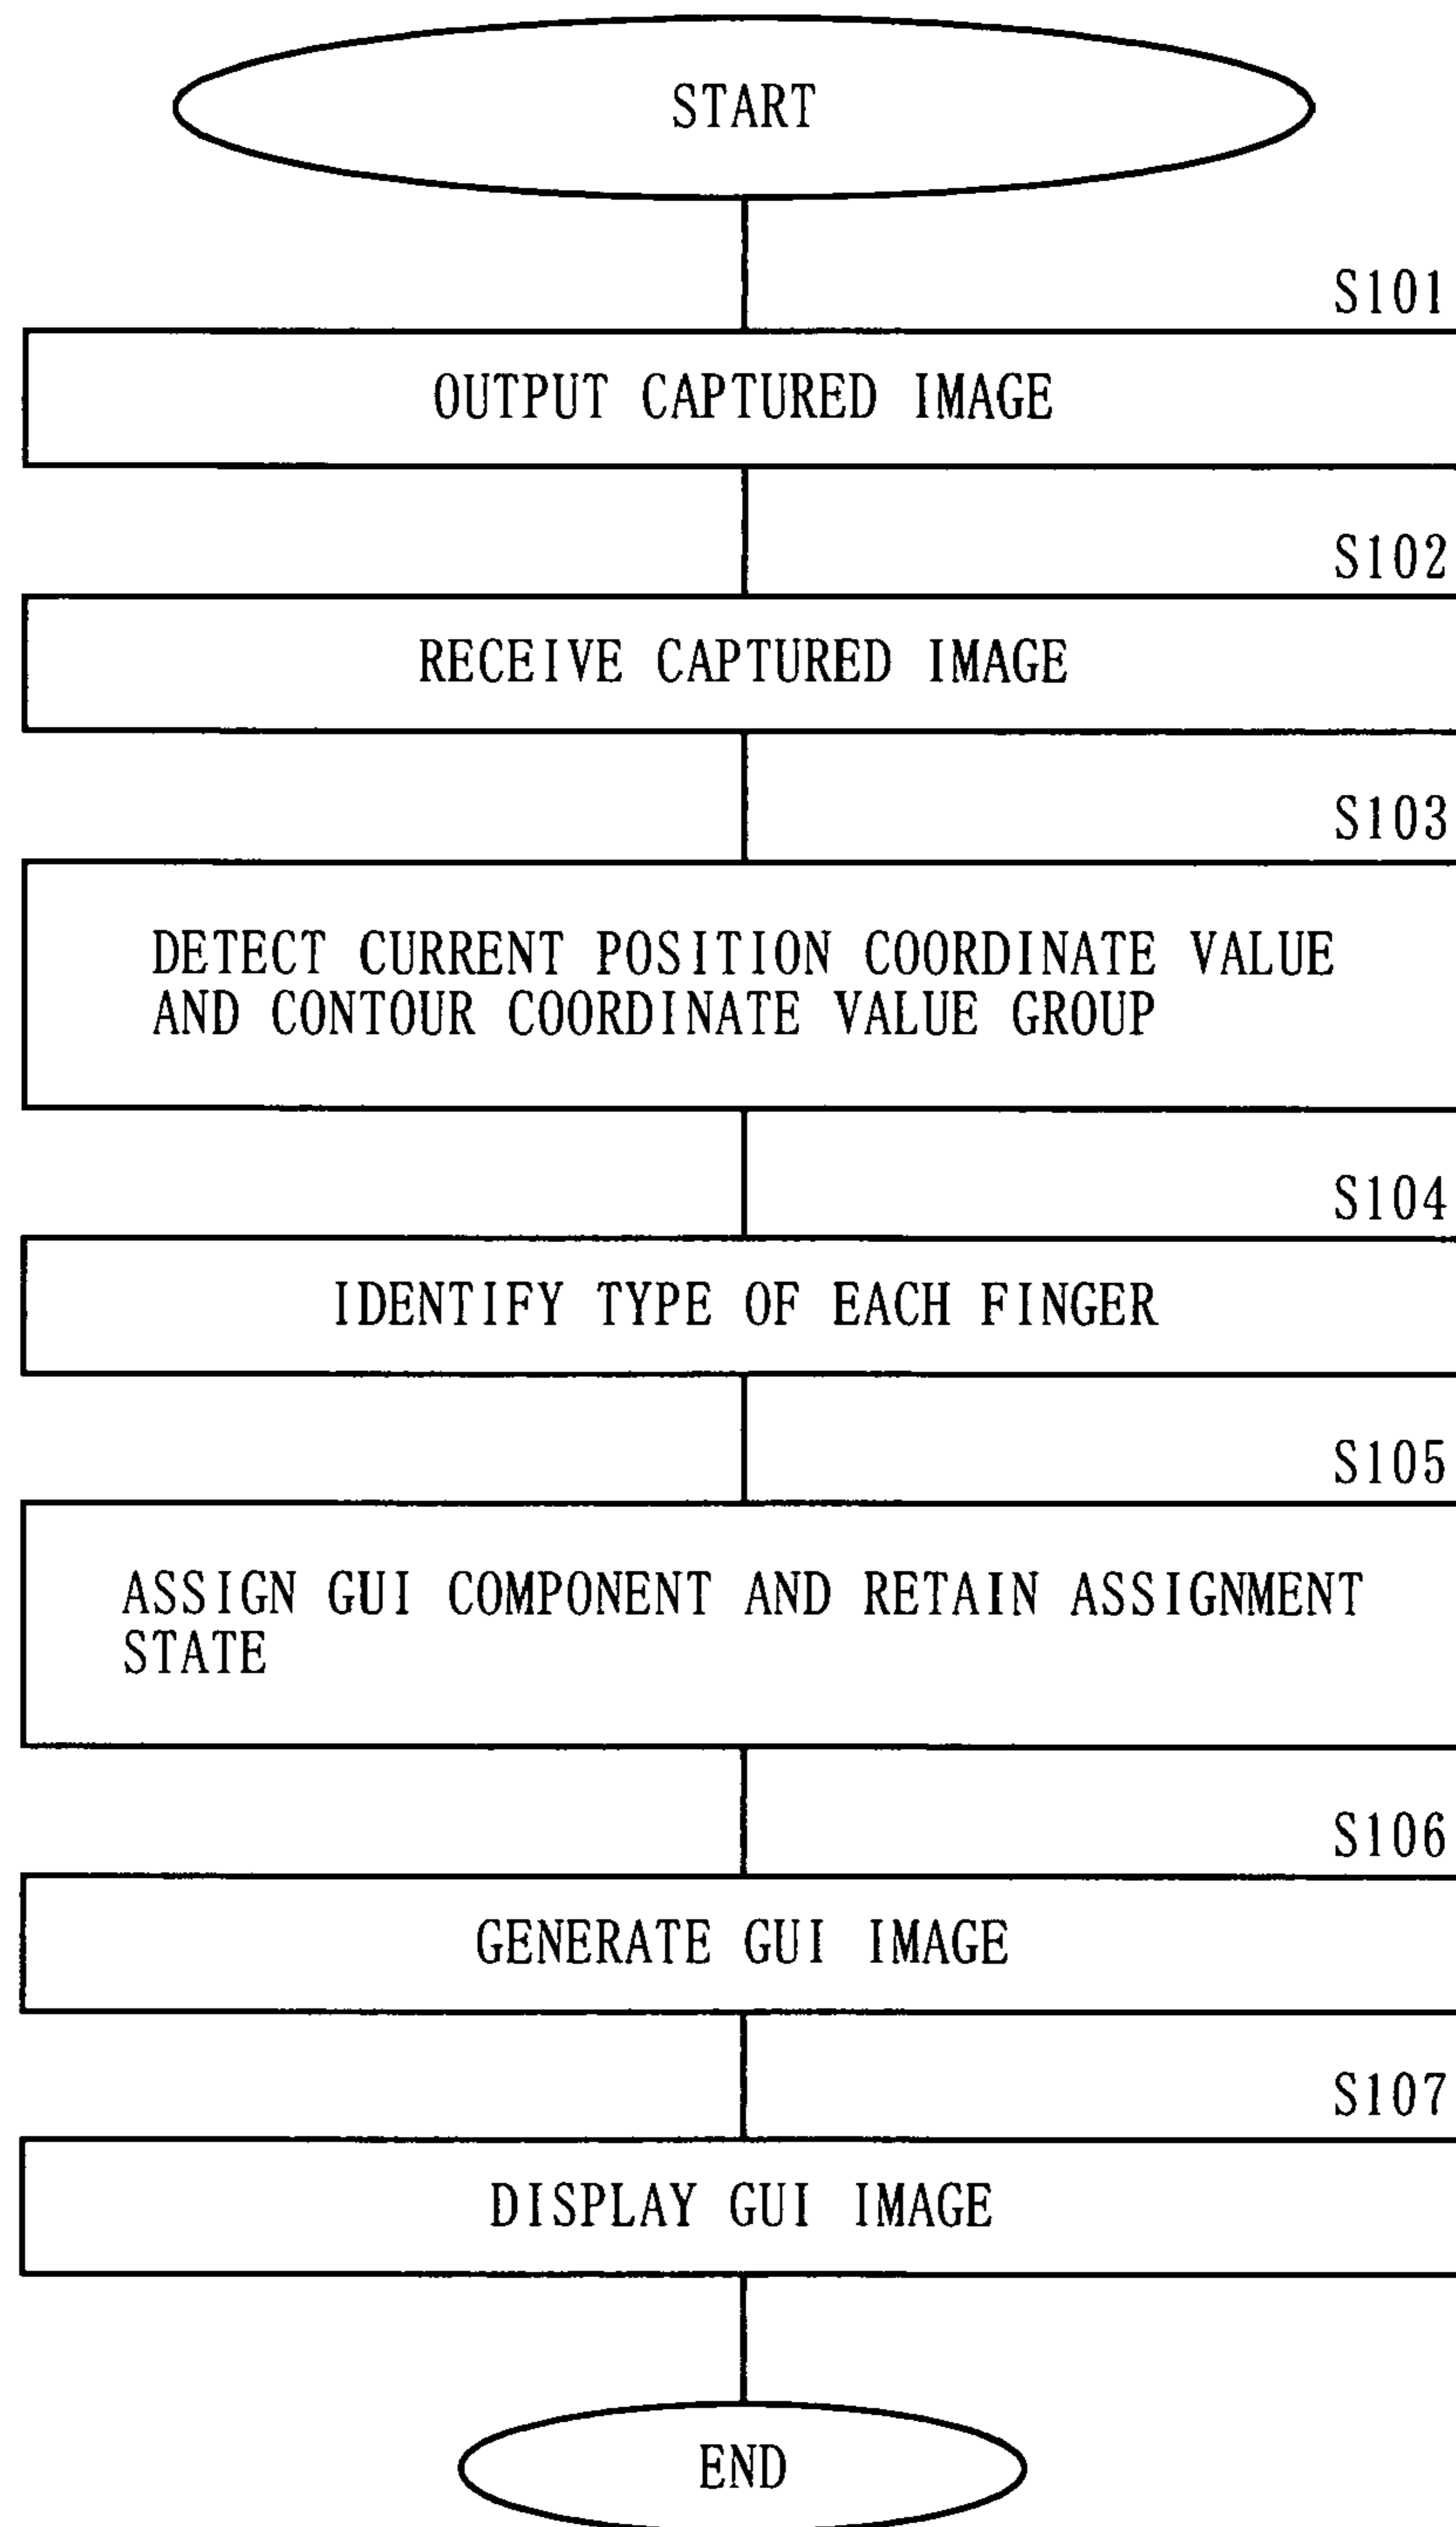 START
S101
OUTPUT CAPTURED IMAGE
S102
RECEIVE CAPTURED IMAGE
S103
DETECT CURRENT POSITION COORDINATE VALUE
AND CONTOUR COORDINATE VALUE GROUP
S104
IDENTIFY TYPE OF EACH FINGER
S105
ASSIGN GUI COMPONENT AND RETAIN ASSIGNMENT
STATE
S106
GENERATE GUI IMAGE
S107
DISPLAY GUI IMAGE
END